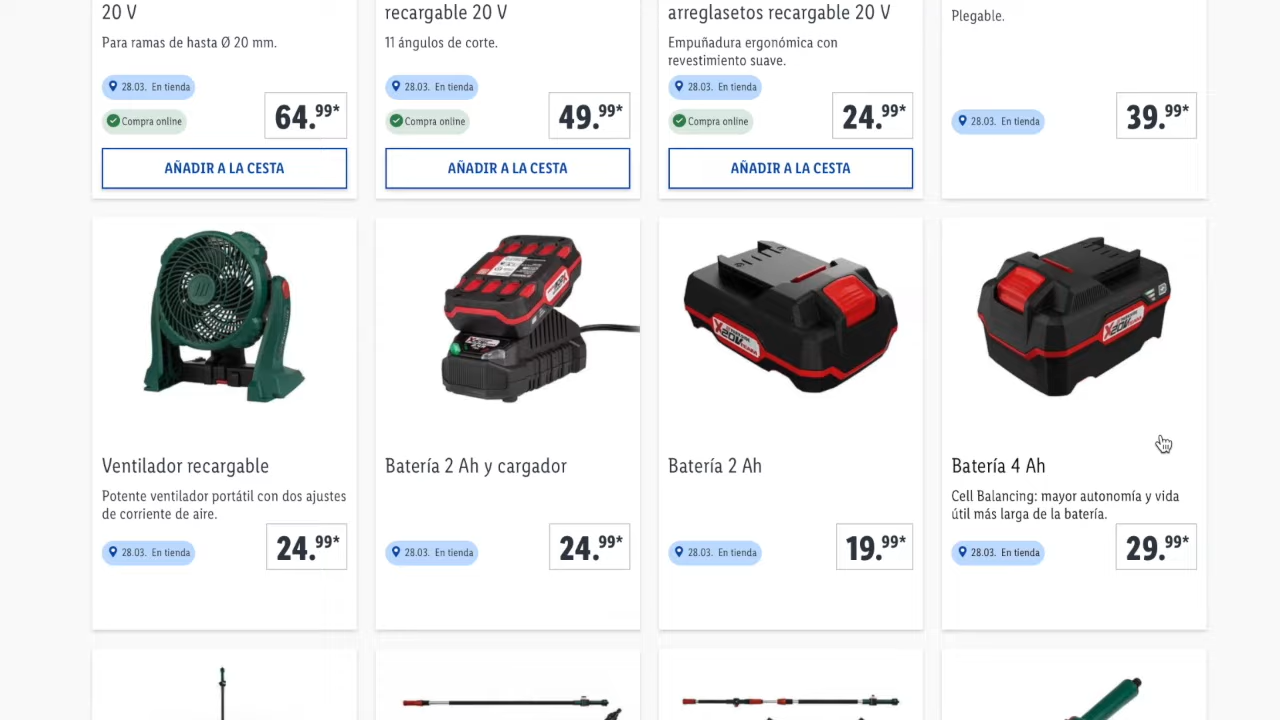 20 V
Para ramas de hasta Ø 20 mm.
28.03. En tienda
Compra online
64.99*
AÑADIR A LA CESTA
recargable 20 V
11 ángulos de corte.
28.03. En tienda
Compra online
49.99*
AÑADIR A LA CESTA
arreglasetos recargable 20 V
Empuñadura ergonómica con
revestimiento suave.
28.03. En tienda
Compra online
24.99*
AÑADIR A LA CESTA
Plegable.
28.03. En tienda
39.99*
Ventilador recargable
Potente ventilador portátil con dos ajustes
de corriente de aire.
28.03. En tienda
24.99*
Batería 2 Ah y cargador
28.03. En tienda
24.99*
X20V
Batería 2 Ah
28.03. En tienda
19.99*
X20V
Batería 4 Ah
Cell Balancing: mayor autonomía y vida
útil más larga de la batería.
28.03. En tienda
29.99*